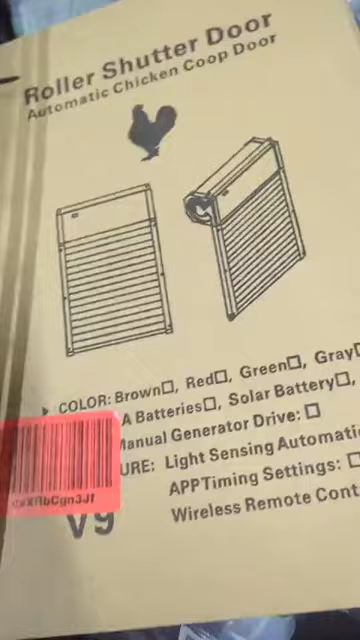 Roller Shutter Door
Automatic Chicken Coop Door
COLOR: Brown☐, Red☐, Green☐, Gray☐
A Batteries☐, Solar Battery☐,
Manual Generator Drive: ☐
URE: Light Sensing Automati
APPTiming Settings: ☐
Wireless Remote Cont
V9